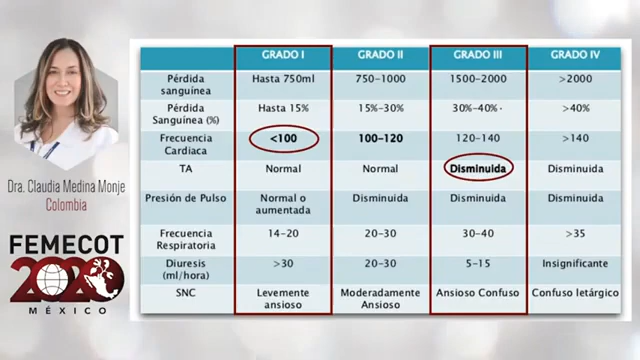 Dra. Claudia Medina Monje
Colombia
FEMECOT
2020
MÉXICO
GRADO I GRADO II GRADO III GRADO IV
Pérdida sanguínea Hasta 750ml 750-1000 1500-2000 >2000
Pérdida Sanguínea (%) Hasta 15% 15%-30% 30%-40% >40%
Frecuencia Cardiaca <100 100-120 120-140 >140
TA Normal Normal Disminuida Disminuida
Presión de Pulso Normal o aumentada Disminuida Disminuida Disminuida
Frecuencia Respiratoria 14-20 20-30 30-40 >35
Diuresis (ml/hora) >30 20-30 5-15 Insignificante
SNC Levemente ansioso Moderadamente Ansioso Ansioso Confuso Confuso letárgico